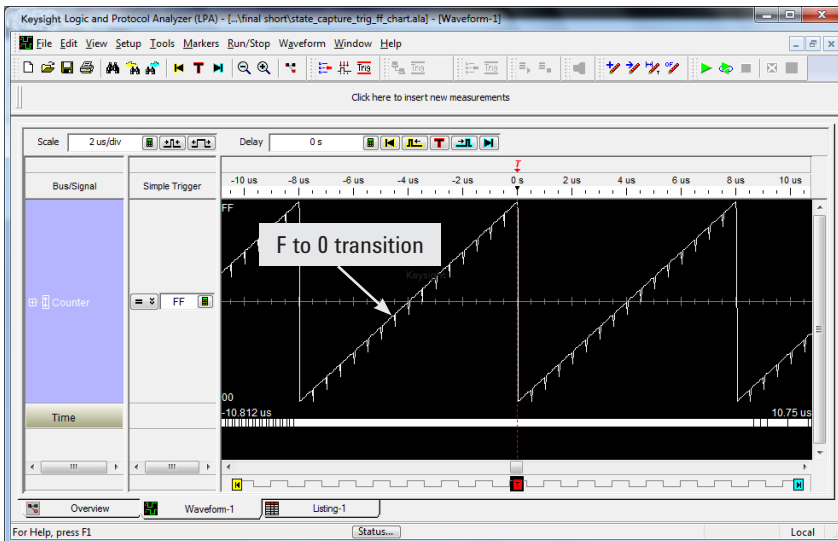 Keysight Logic and Protocol Analyzer (LPA) - [...\final short\state_capture_trig_ff_chart.ala] - [Waveform-1]
File Edit View Setup Tools Markers Run/Stop Waveform Window Help
Click here to insert new measurements
Scale 2 us/div Delay 0 s T
T
Bus/Signal Simple Trigger -10 us -8 us -6 us -4 us -2 us 0 s 2 us 4 us 6 us 8 us 10 us
FF
F to 0 transition
Keysight
Counter = FF
00
Time -10.812 us 10.75 us
Overview Waveform-1 Listing-1
For Help, press F1 Status... Local